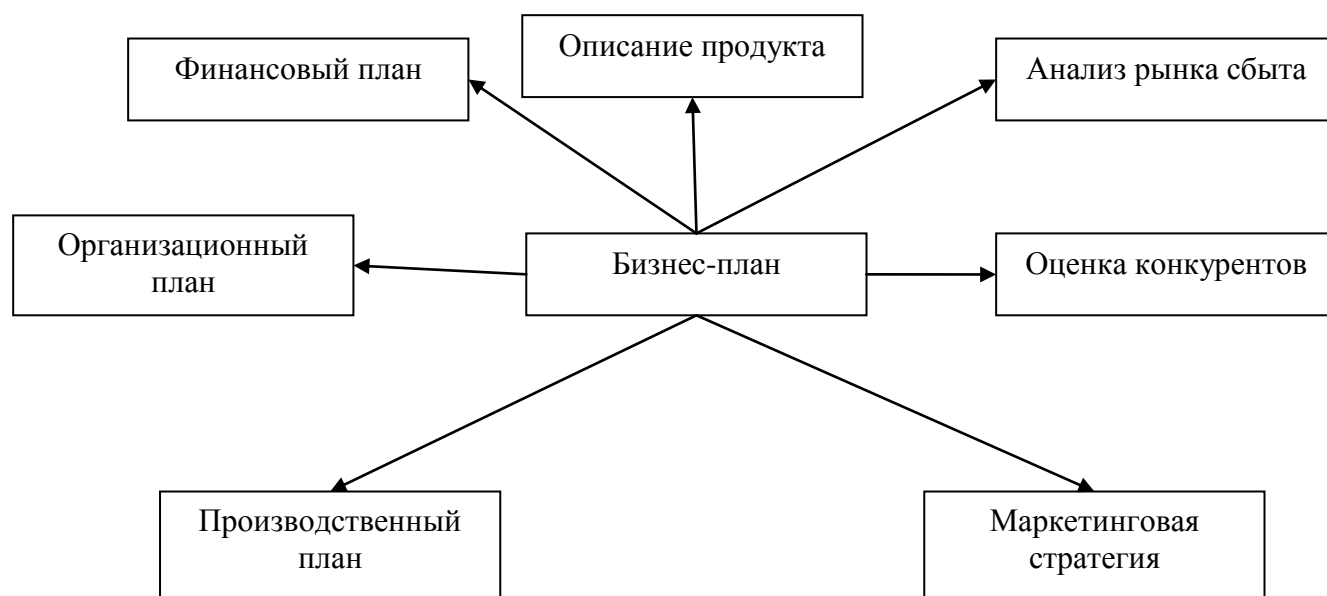 Описание продукта
Финансовый план
Анализ рынка сбыта
Организационный
план
Бизнес-план
Оценка конкурентов
Производственный
план
Маркетинговая
стратегия